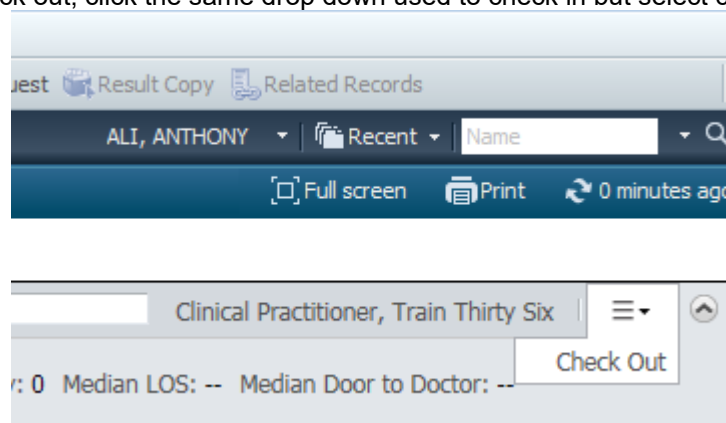 ck out, click the same drop down used to check in but select
uest Result Copy Related Records
ALI, ANTHONY Recent Name
Full screen Print 0 minutes ago
Clinical Practitioner, Train Thirty Six
Check Out
: 0 Median LOS: -- Median Door to Doctor: --